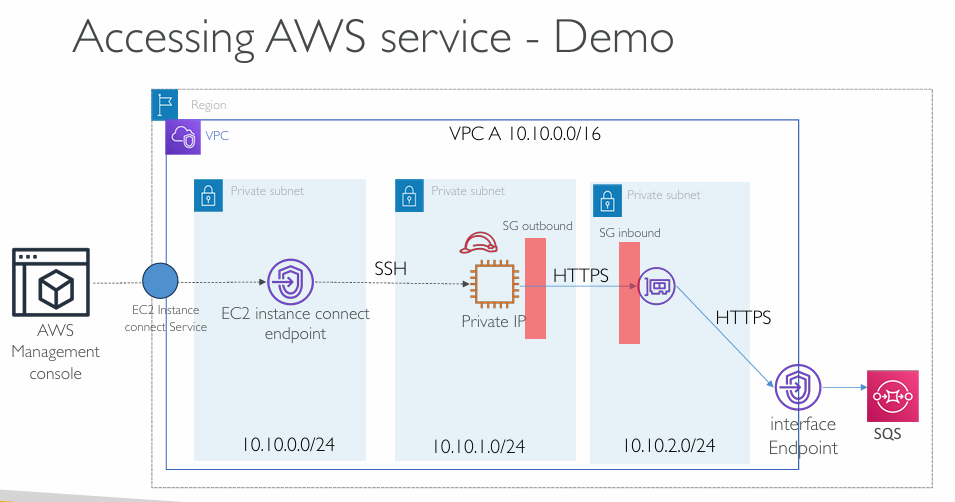 Accessing AWS service - Demo
Region
VPC
VPC A 10.10.0.0/16
Private subnet
Private subnet
Private subnet
SG outbound
SG inbound
SSH
HTTPS
EC2 Instance
connect Service
EC2 instance connect
endpoint
Private IP
HTTPS
AWS
Management
console
interface
Endpoint
SQS
10.10.0.0/24
10.10.1.0/24
10.10.2.0/24